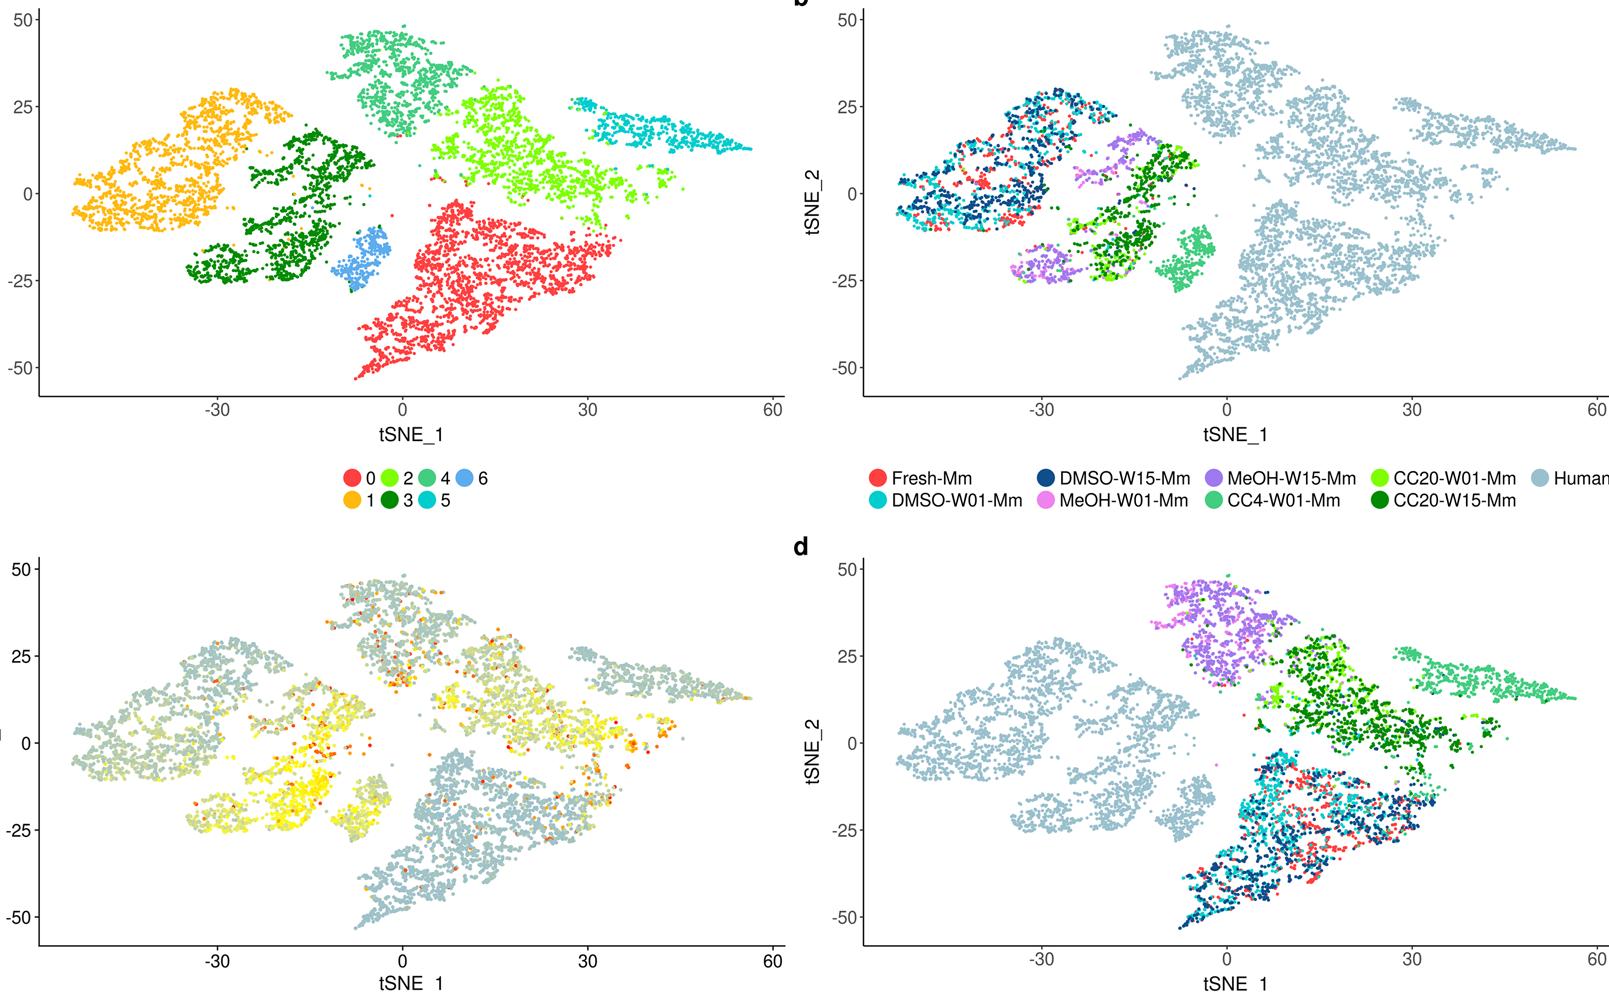 b
50
25
0
-25
-50
-30 0 30 60
tSNE_1
50
25
0
-25
-50
tSNE_2
-30 0 30 60
tSNE_1
0 2 4 6
1 3 5
Fresh-Mm DMSO-W15-Mm MeOH-W15-Mm CC20-W01-Mm Human
DMSO-W01-Mm MeOH-W01-Mm CC4-W01-Mm CC20-W15-Mm
d
50
25
0
-25
-50
-30 0 30 60
tSNE_1
50
25
0
-25
-50
tSNE_2
-30 0 30 60
tSNE_1